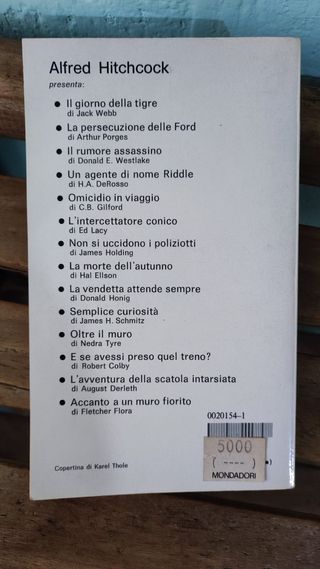 Alfred Hitchcock
presenta:
● Il giorno della tigre
di Jack Webb
● La persecuzione delle Ford
di Arthur Porges
● Il rumore assassino
di Donald E. Westlake
● Un agente di nome Riddle
di H.A. DeRosso
● Omicidio in viaggio
di C.B. Gilford
● L'intercettatore conico
di Ed Lacy
● Non si uccidono i poliziotti
di James Holding
● La morte dell'autunno
di Hal Ellson
● La vendetta attende sempre
di Donald Honig
● Semplice curiosità
di James H. Schmitz
● Oltre il muro
di Nedra Tyre
● E se avessi preso quel treno?
di Robert Colby
● L'avventura della scatola intarsiata
di August Derleth
● Accanto a un muro fiorito
di Fletcher Flora
0020154-1
5000
(----)
MONDADORI
Copertina di Karel Thole